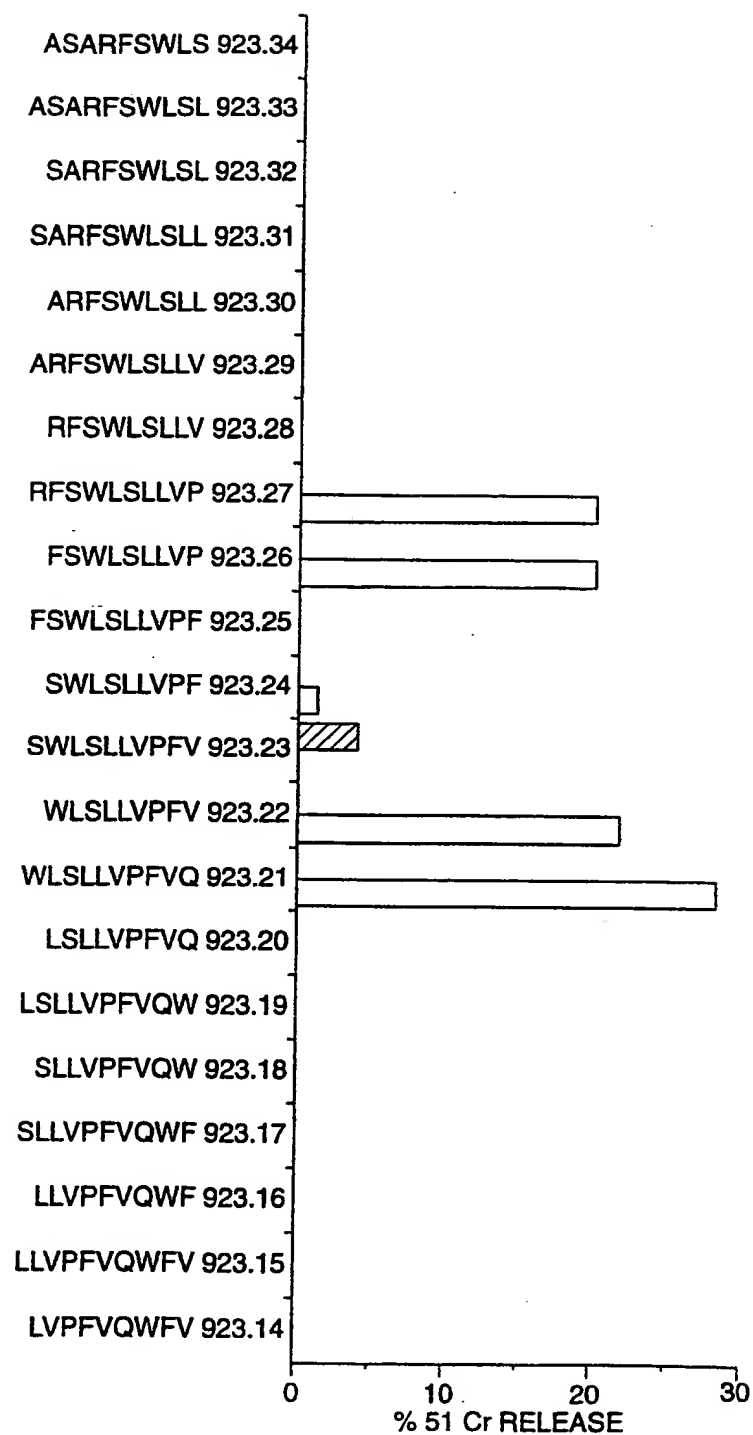 ASARFSWLS 923.34
ASARFSWLSL 923.33
SARFSWLSL 923.32
SARFSWLSLL 923.31
ARFSWLSLL 923.30
ARFSWLSLLV 923.29
RFSWLSLLV 923.28
RFSWLSLLVP 923.27
FSWLSLLVP 923.26
FSWLSLLVPF 923.25
SWLSLLVPF 923.24
SWLSLLVPFV 923.23
WLSLLVPFV 923.22
WLSLLVPFVQ 923.21
LSLLVPFVQ 923.20
LSLLVPFVQW 923.19
SLLVPFVQW 923.18
SLLVPFVQWF 923.17
LLVPFVQWF 923.16
LLVPFVQWFV 923.15
LVPFVQWFV 923.14
0 10 20 30
% 51 Cr RELEASE